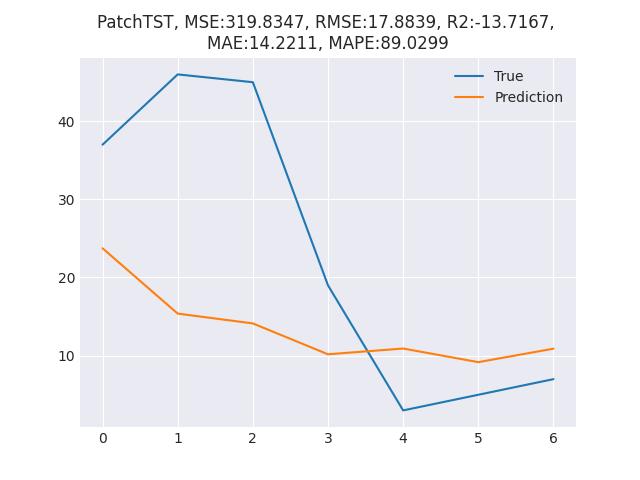 PatchTST, MSE:319.8347, RMSE:17.8839, R2:-13.7167,
MAE:14.2211, MAPE:89.0299
True
Prediction
40
30
20
10
0 1 2 3 4 5 6